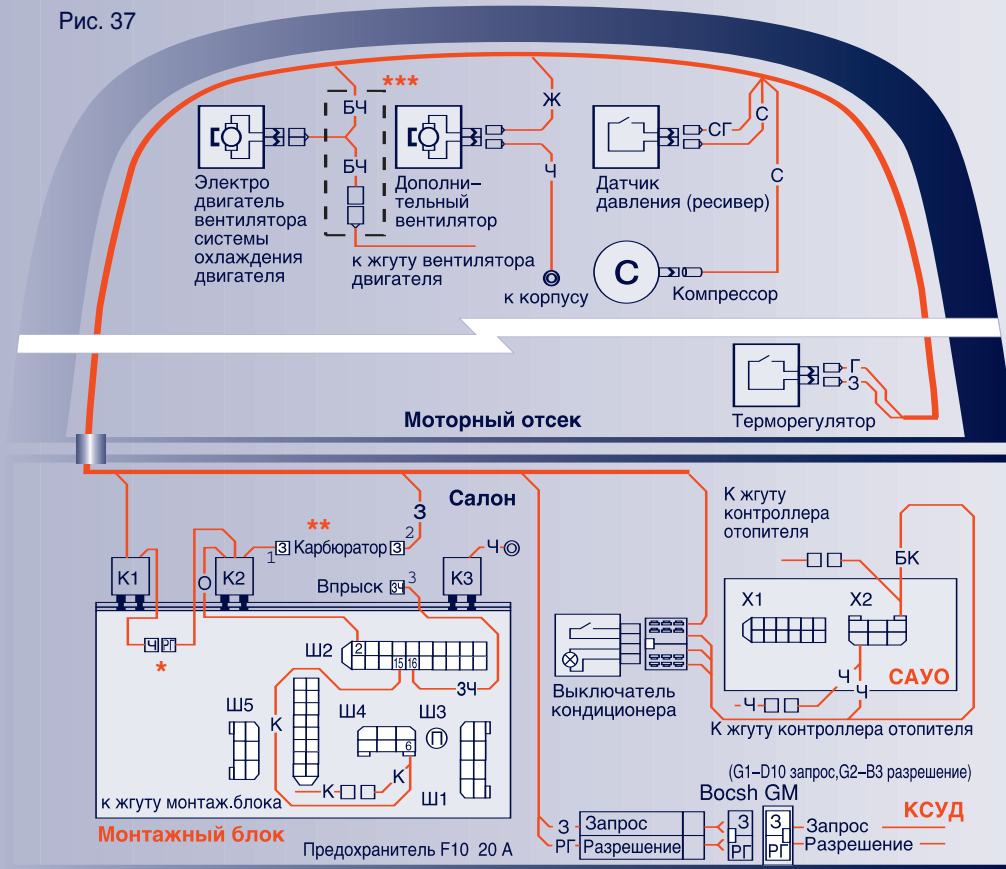 Рис. 37
***
БЧ
Ж
СГ
С
БЧ
Ч
С
Электро
двигатель
вентилятора
системы
охлаждения
двигателя
Дополни–
тельный
вентилятор
Датчик
давления (ресивер)
к жгуту вентилятора
двигателя
к корпусу
С
Компрессор
Г
З
Терморегулятор
Моторный отсек
Салон
К жгуту
контроллера
отопителя
З
**
1
З
Карбюратор
З
2
Ч
БК
К1
О
К2
К3
Впрыск
ЗЧ
3
Х1
Х2
Ч
РГ
*
Ш2
2
15
16
ЗЧ
Выключатель
кондиционера
Ч
Ч
САУО
Ч
К жгуту контроллера отопителя
Ш5
К
Ш4
Ш3
П
6
К
К
Ш1
к жгуту монтаж.блока
Монтажный блок
Предохранитель F10 20 А
(G1–D10 запрос,G2–B3 разрешение)
Bocsh GM
КСУД
З
Запрос
З
З
Запрос
РГ
Разрешение
РГ
РГ
Разрешение